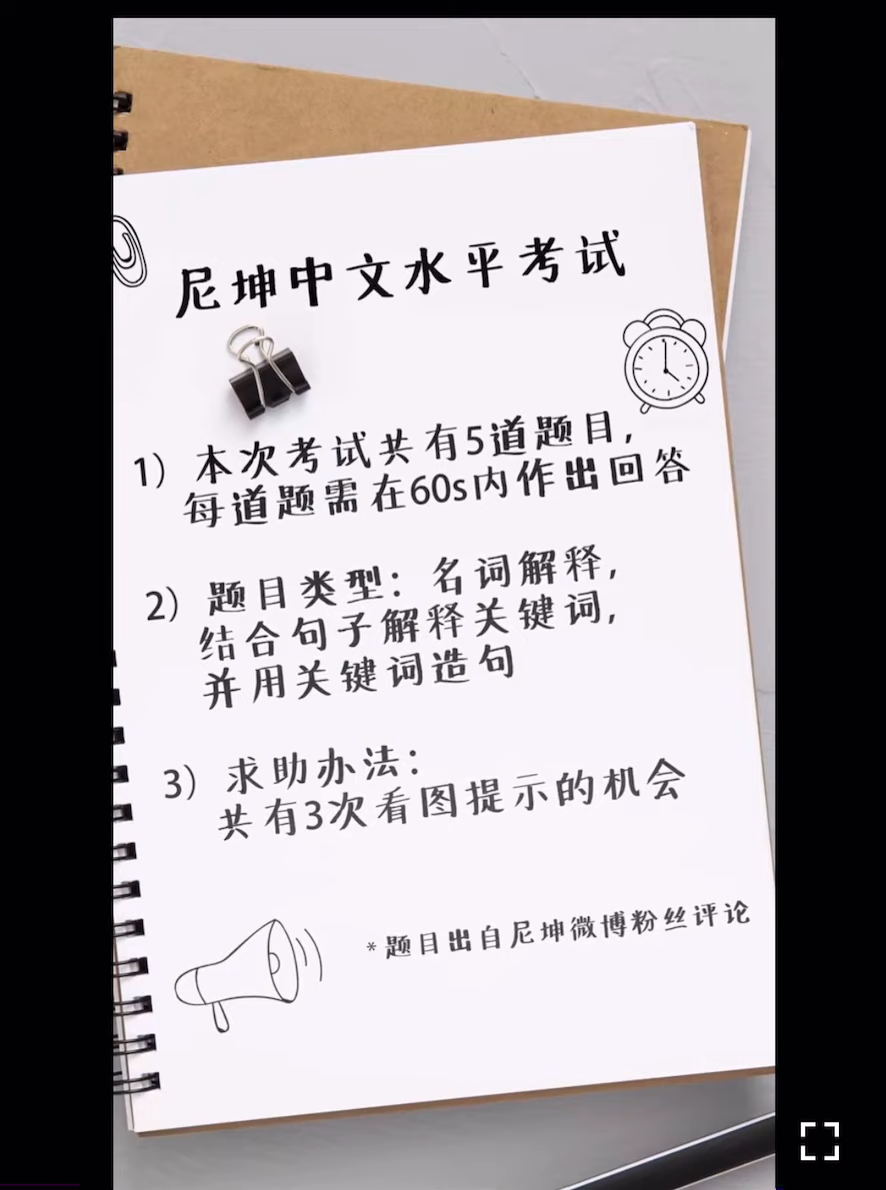 尼坤中文水平考试
1）本次考试共有5道题目，
每道题需在60s内作出回答
2）题目类型：名词解释，
结合句子解释关键词，
并用关键词造句
3）求助办法：
共有3次看图提示的机会
*题目出自尼坤微博粉丝评论